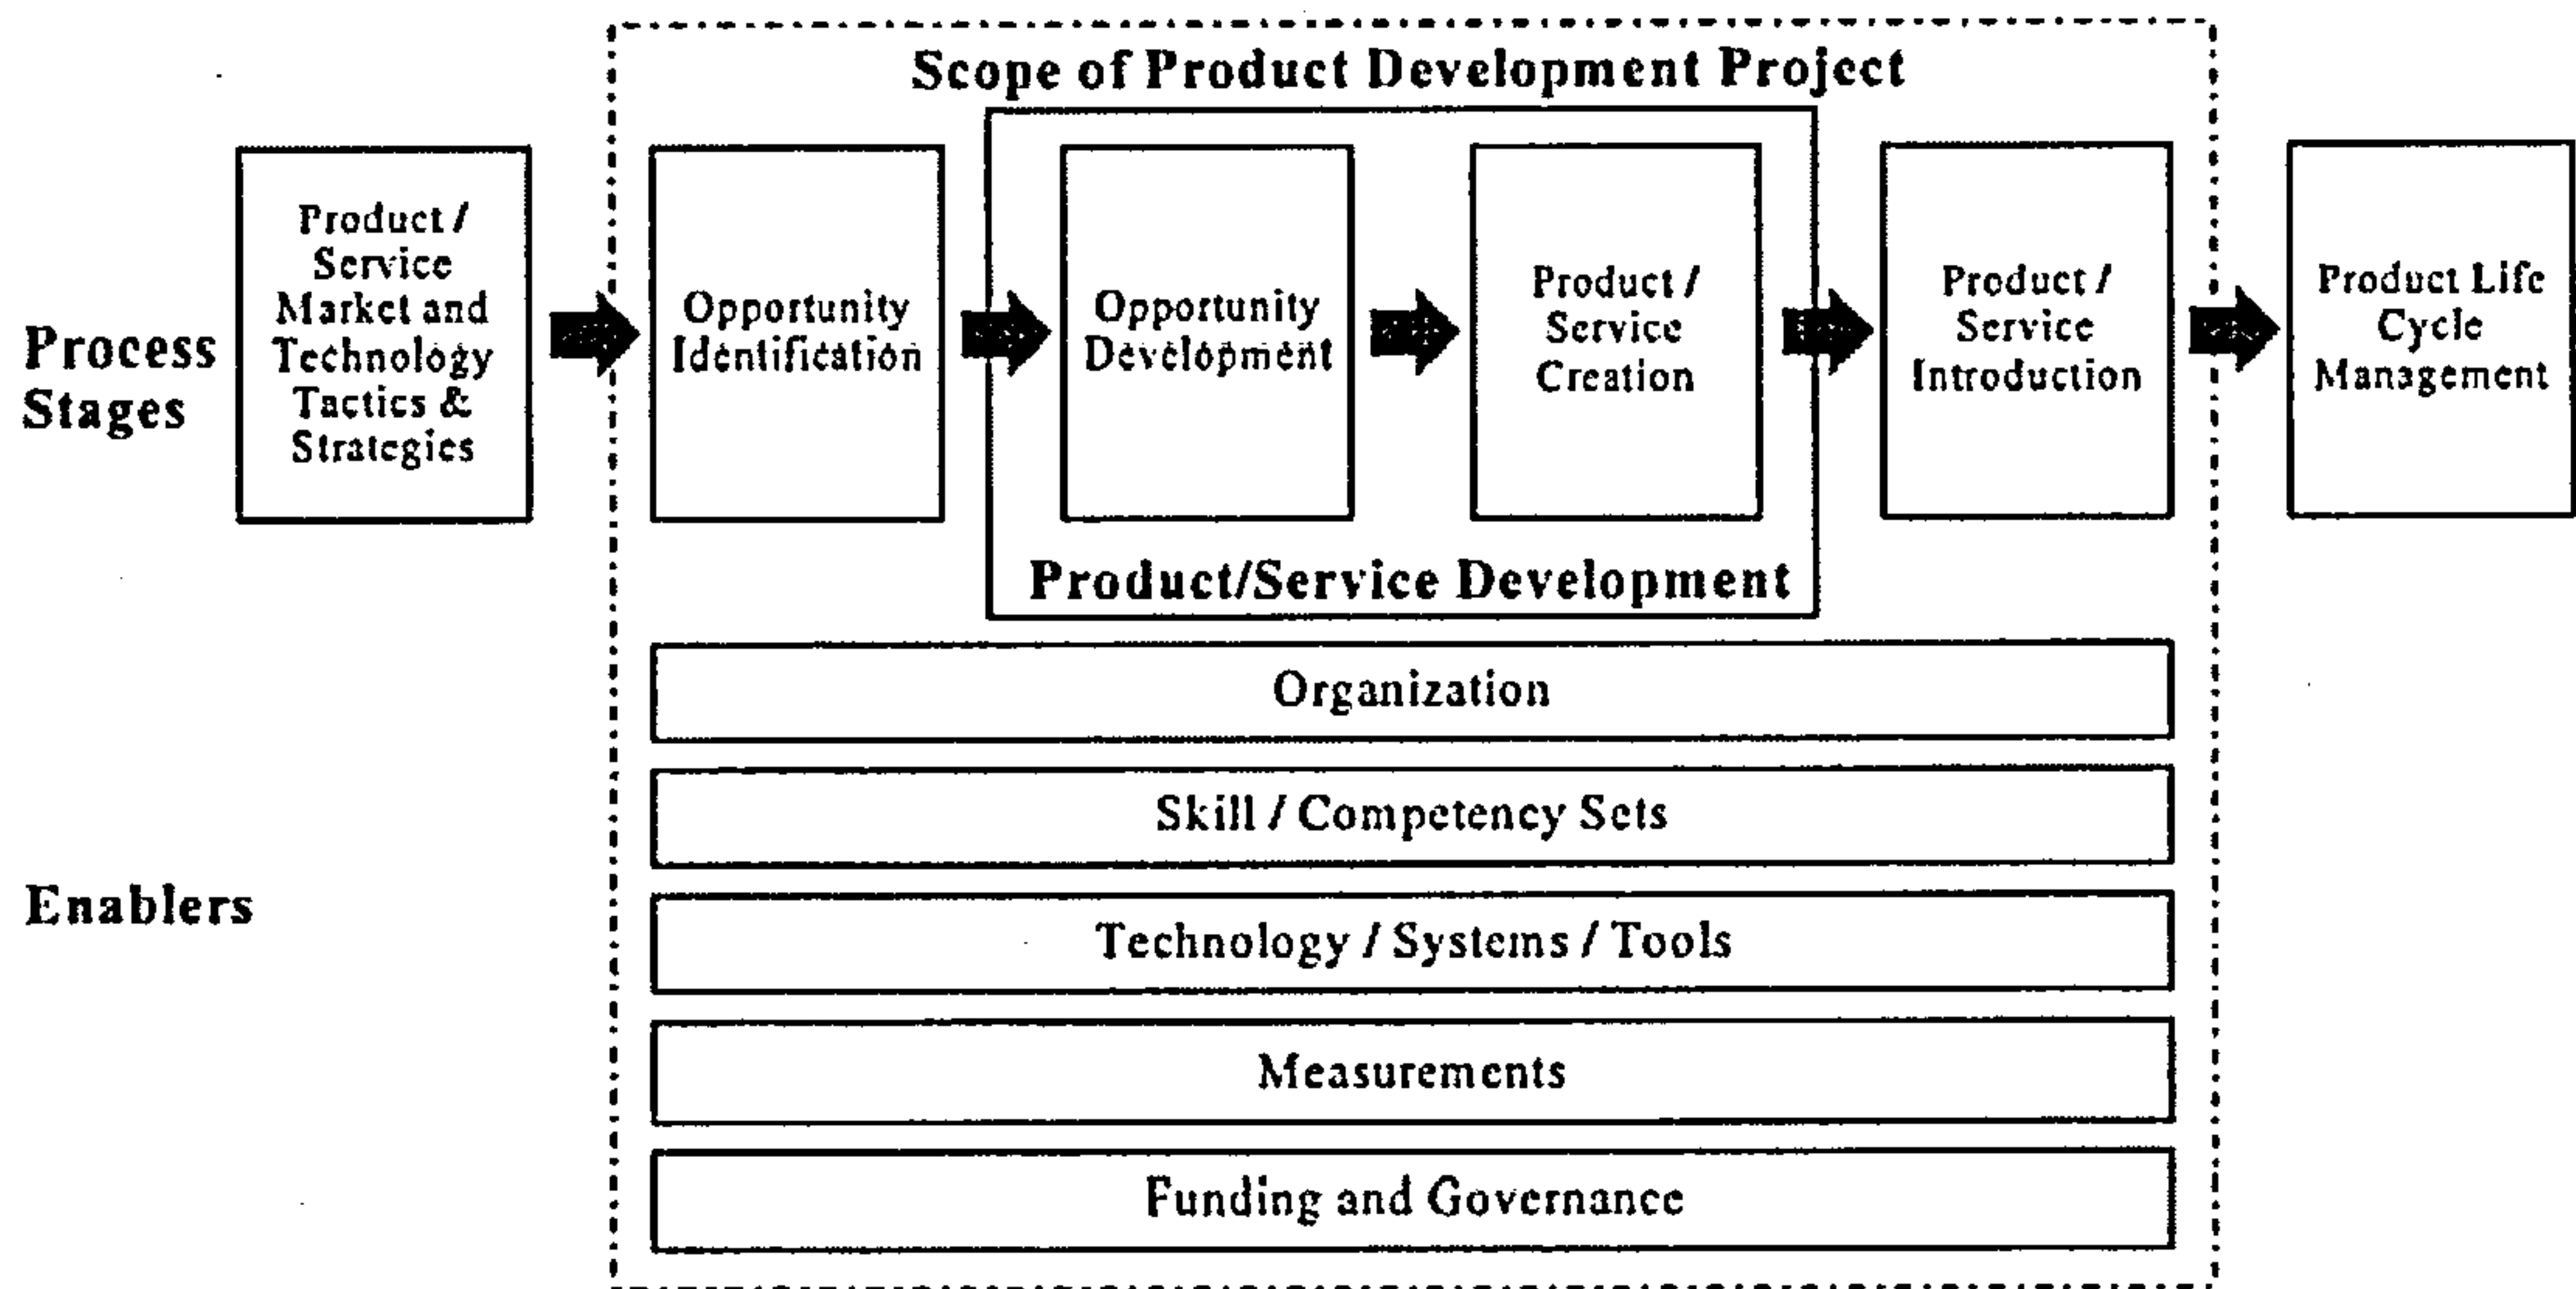 Scope of Product Development Project
Process
Stages
Product /
Service
Market and
Technology
Tactics &
Strategies
Opportunity
Identification
Opportunity
Development
Product /
Service
Creation
Product /
Service
Introduction
Product Life
Cycle
Management
Product/Service Development
Enablers
Organization
Skill / Competency Sets
Technology / Systems / Tools
Measurements
Funding and Governance